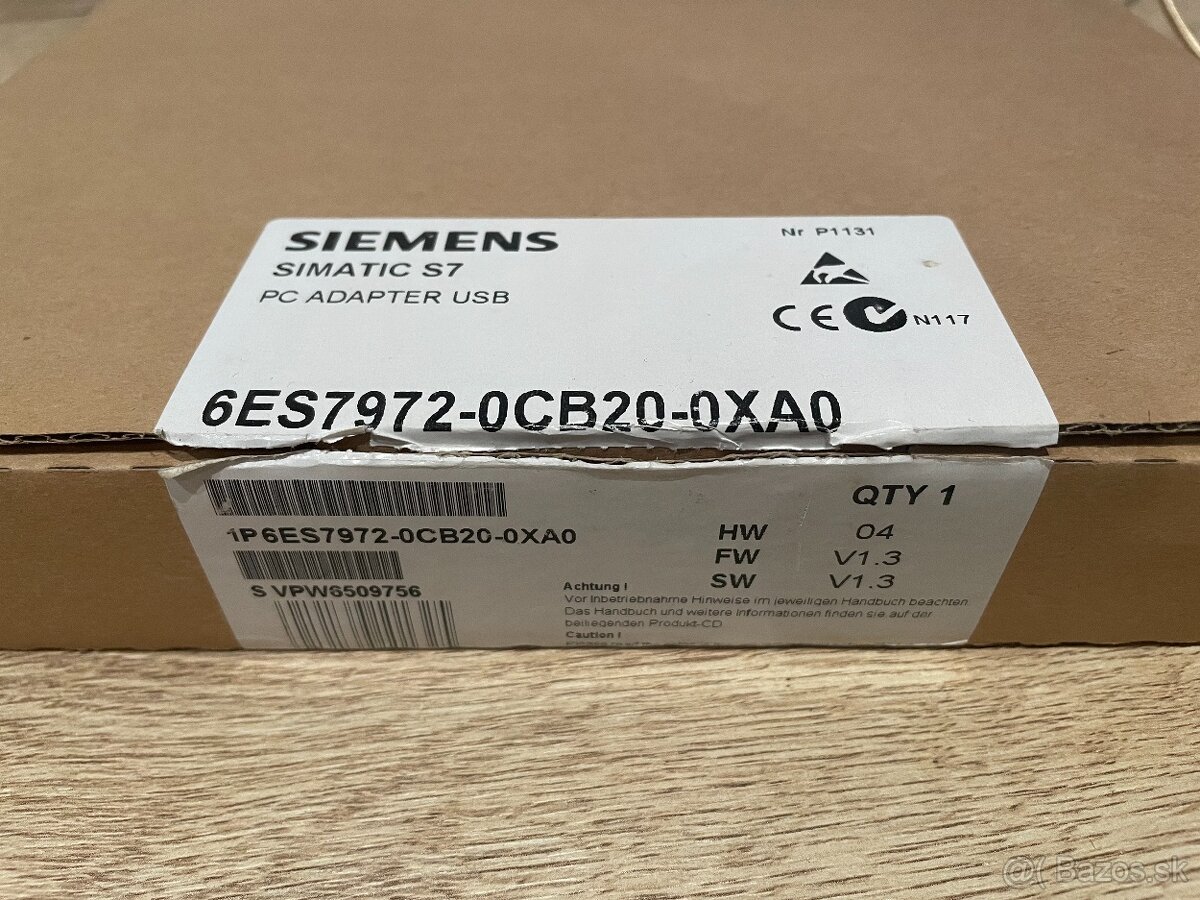 SIEMENS
SIMATIC S7
PC ADAPTER USB
Nr P1131
CE N117
6ES7972-0CB20-0XA0
1P6ES7972-0CB20-0XA0
S VPW6509756
QTY 1
HW 04
FW V1.3
SW V1.3
Achtung !
Vor Inbetriebnahme Hinweise im jeweiligen Handbuch beachten.
Das Handbuch und weitere Informationen finden sie auf der
beiliegenden Produkt-CD
Caution !
@( Bazos.sk